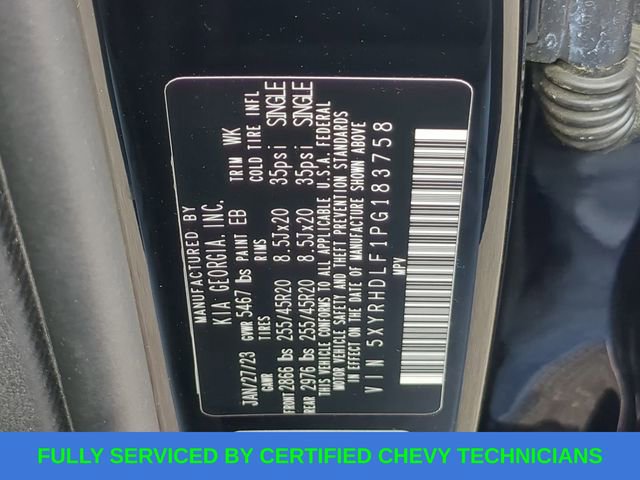 MANUFACTURED BY
KIA GEORGIA, INC.
JAN/27/23 GVWR 5467 lbs PAINT EB TRIM WK
GAWR TIRES RIMS COLD TIRE INFL
FRONT 2866 lbs 255/45R20 8.5Jx20 35psi SINGLE
REAR 2976 lbs 255/45R20 8.5Jx20 35psi SINGLE
THIS VEHICLE CONFORMS TO ALL APPLICABLE U.S.A. FEDERAL
MOTOR VEHICLE SAFETY AND THEFT PREVENTION STANDARDS
IN EFFECT ON THE DATE OF MANUFACTURE SHOWN ABOVE
VIN 5XYRHDLF1PG183758
MPV
FULLY SERVICED BY CERTIFIED CHEVY TECHNICIANS